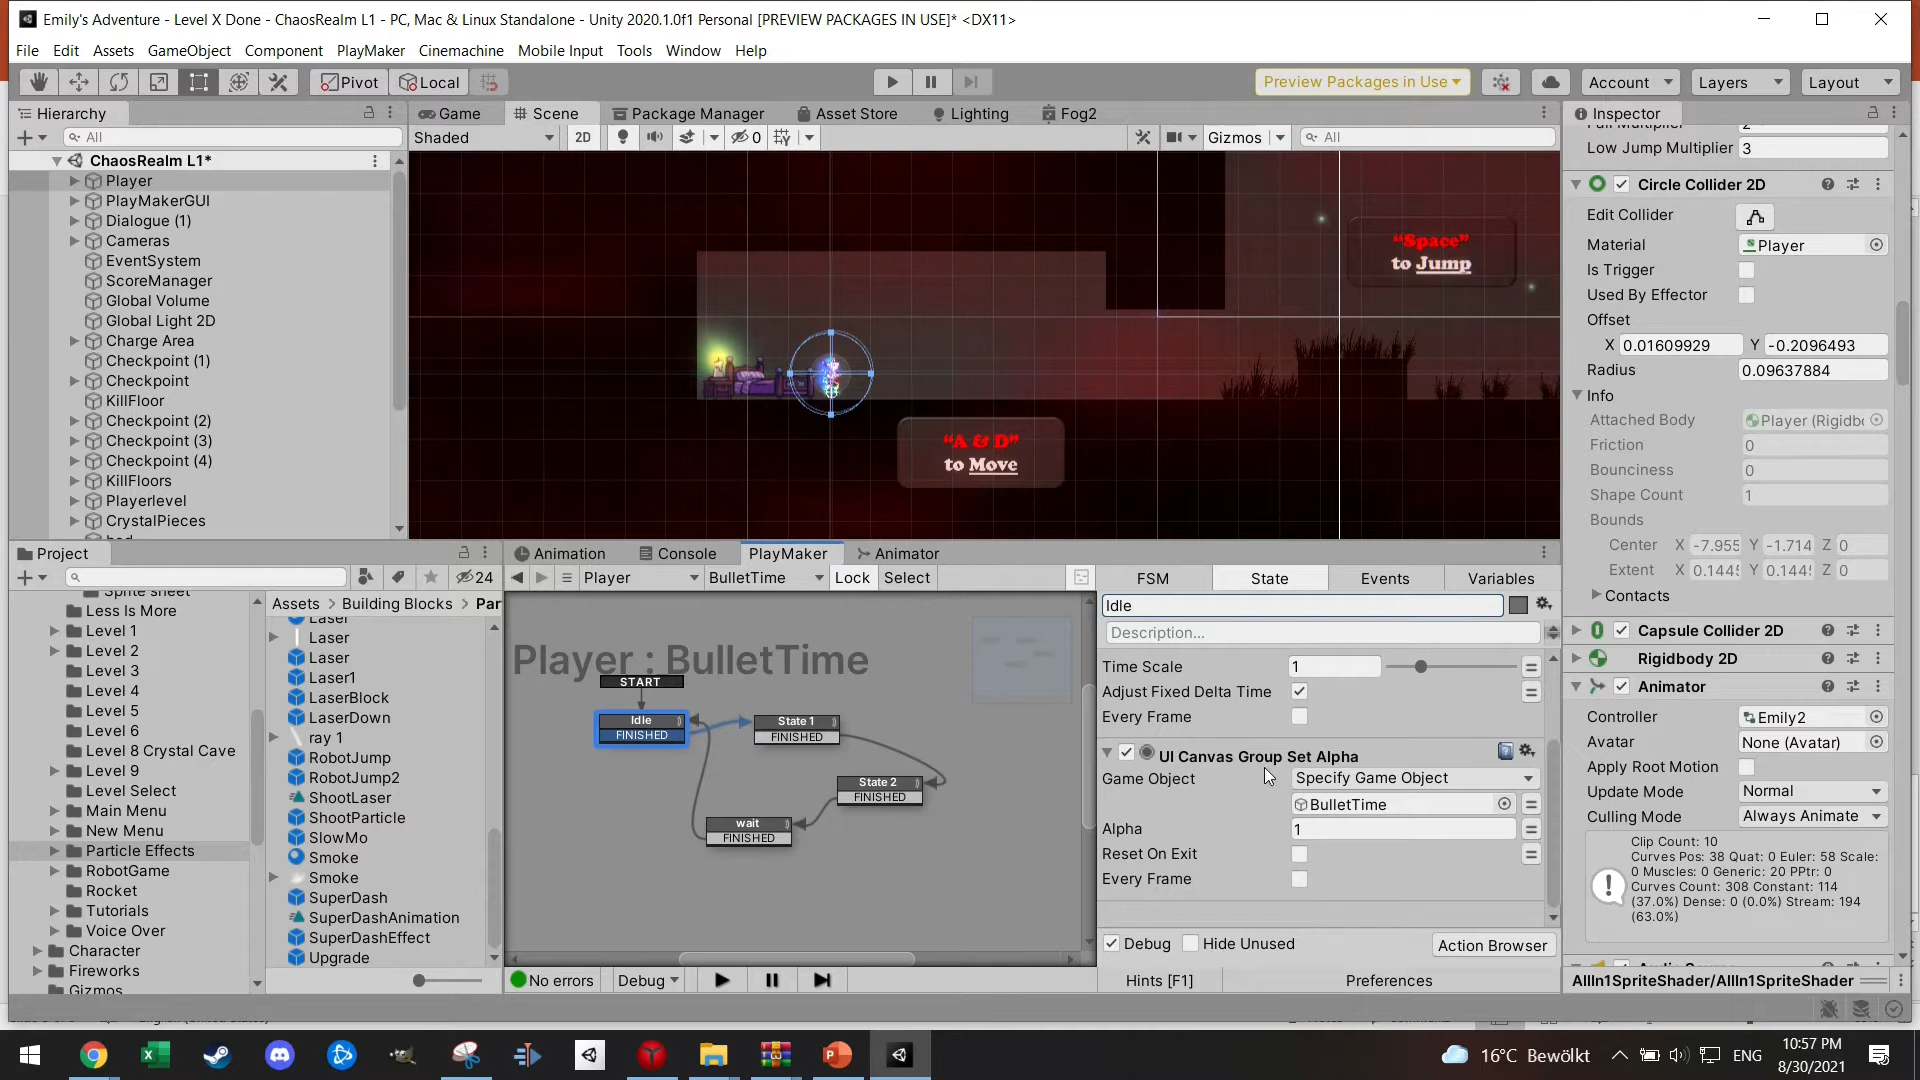 Emily's Adventure - Level X Done - ChaosRealm L1 - PC, Mac & Linux Standalone - Unity 2020.1.0f1 Personal [PREVIEW PACKAGES IN USE]* <DX11>
File Edit Assets GameObject Component PlayMaker Cinemachine Mobile Input Tools Window Help
Pivot Local Preview Packages in Use Account Layers Layout
Hierarchy
All
ChaosRealm L1*
Player
PlayMakerGUI
Dialogue (1)
Cameras
EventSystem
ScoreManager
Global Volume
Global Light 2D
Charge Area
Checkpoint (1)
Checkpoint
KillFloor
Checkpoint (2)
Checkpoint (3)
Checkpoint (4)
KillFloors
Playerlevel
CrystalPieces
Game Scene Package Manager Asset Store Lighting Fog2
Shaded 2D 0 Gizmos All
“Space”
to Jump
“A & D”
to Move
Inspector
Low Jump Multiplier 3
Circle Collider 2D
Edit Collider
Material Player
Is Trigger
Used By Effector
Offset
X 0.01609929 Y -0.2096493
Radius 0.09637884
Info
Attached Body Player (Rigidb
Friction 0
Bounciness 0
Shape Count 1
Bounds
Center X -7.955 Y -1.714 Z 0
Extent X 0.144 Y 0.144 Z 0
Contacts
Capsule Collider 2D
Rigidbody 2D
Animator
Controller Emily2
Avatar None (Avatar)
Apply Root Motion
Update Mode Normal
Culling Mode Always Animate
Clip Count: 10
Curves Pos: 38 Quat: 0 Euler: 58 Scale:
0 Muscles: 0 Generic: 20 PPtr: 0
Curves Count: 308 Constant: 114
(37.0%) Dense: 0 (0.0%) Stream: 194
(63.0%)
AllIn1SpriteShader/AllIn1SpriteShader
Project
24
Sprite sheet
Less Is More
Level 1
Level 2
Level 3
Level 4
Level 5
Level 6
Level 8 Crystal Cave
Level 9
Level Select
Main Menu
New Menu
Particle Effects
RobotGame
Rocket
Tutorials
Voice Over
Character
Fireworks
Gizmos
Assets > Building Blocks > Par
Laser
Laser
Laser
Laser1
LaserBlock
LaserDown
ray 1
RobotJump
RobotJump2
ShootLaser
ShootParticle
SlowMo
Smoke
Smoke
SuperDash
SuperDashAnimation
SuperDashEffect
Upgrade
Animation Console PlayMaker Animator
Player BulletTime Lock Select
Player : BulletTime
START
Idle
FINISHED
State 1
FINISHED
State 2
FINISHED
wait
FINISHED
No errors Debug
FSM State Events Variables
Idle
Description...
Time Scale 1
Adjust Fixed Delta Time
Every Frame
UI Canvas Group Set Alpha
Game Object Specify Game Object
BulletTime
Alpha 1
Reset On Exit
Every Frame
Debug Hide Unused Action Browser
Hints [F1] Preferences
16°C Bewölkt ENG 10:57 PM
8/30/2021